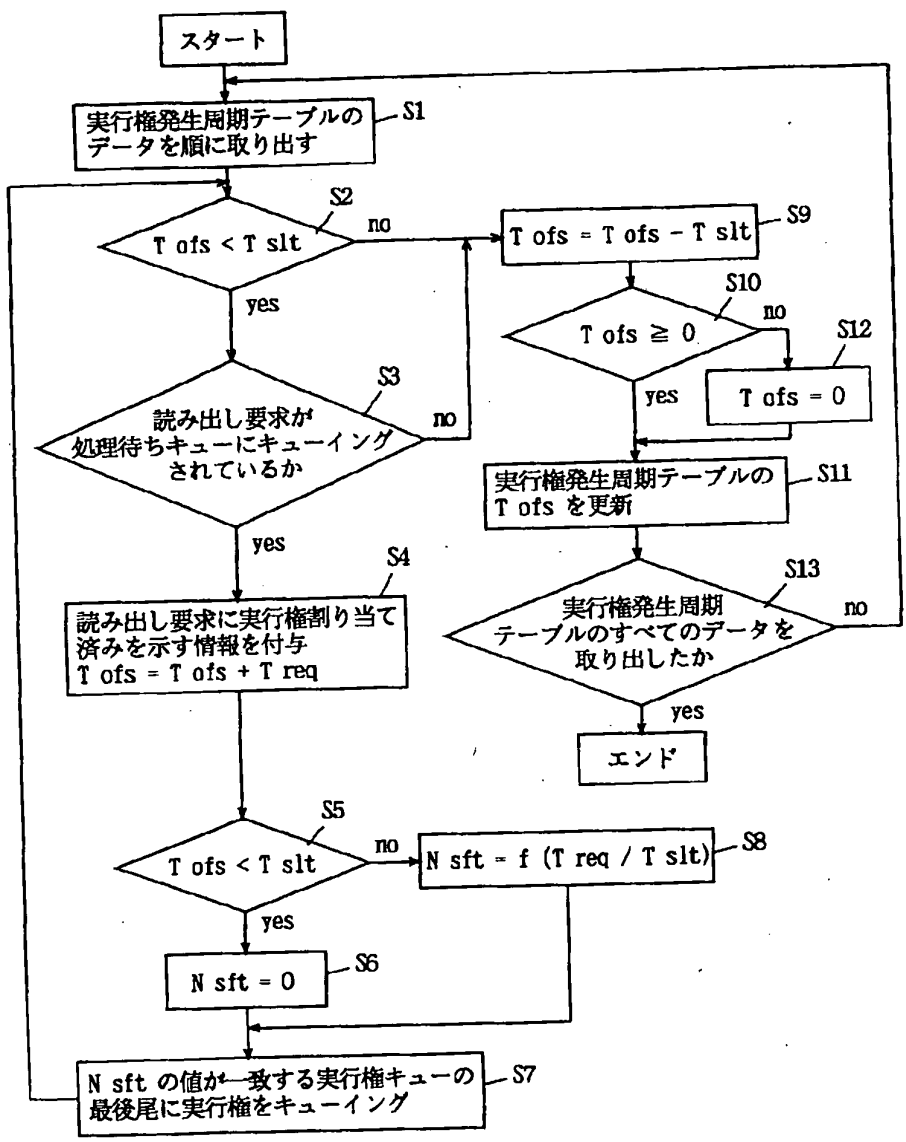 スタート
実行権発生周期テーブルの
データを順に取り出す
S1
T ofs < T slt
S2
no
yes
読み出し要求が
処理待ちキューにキューイング
されているか
S3
no
yes
読み出し要求に実行権割り当て
済みを示す情報を付与
T ofs = T ofs + T req
S4
T ofs < T slt
S5
no
yes
N sft = 0
S6
N sft の値が一致する実行権キューの
最後尾に実行権をキューイング
S7
N sft = f (T req / T slt)
S8
T ofs = T ofs − T slt
S9
T ofs ≧ 0
S10
no
yes
T ofs = 0
S12
実行権発生周期テーブルの
T ofs を更新
S11
実行権発生周期
テーブルのすべてのデータを
取り出したか
S13
no
yes
エンド